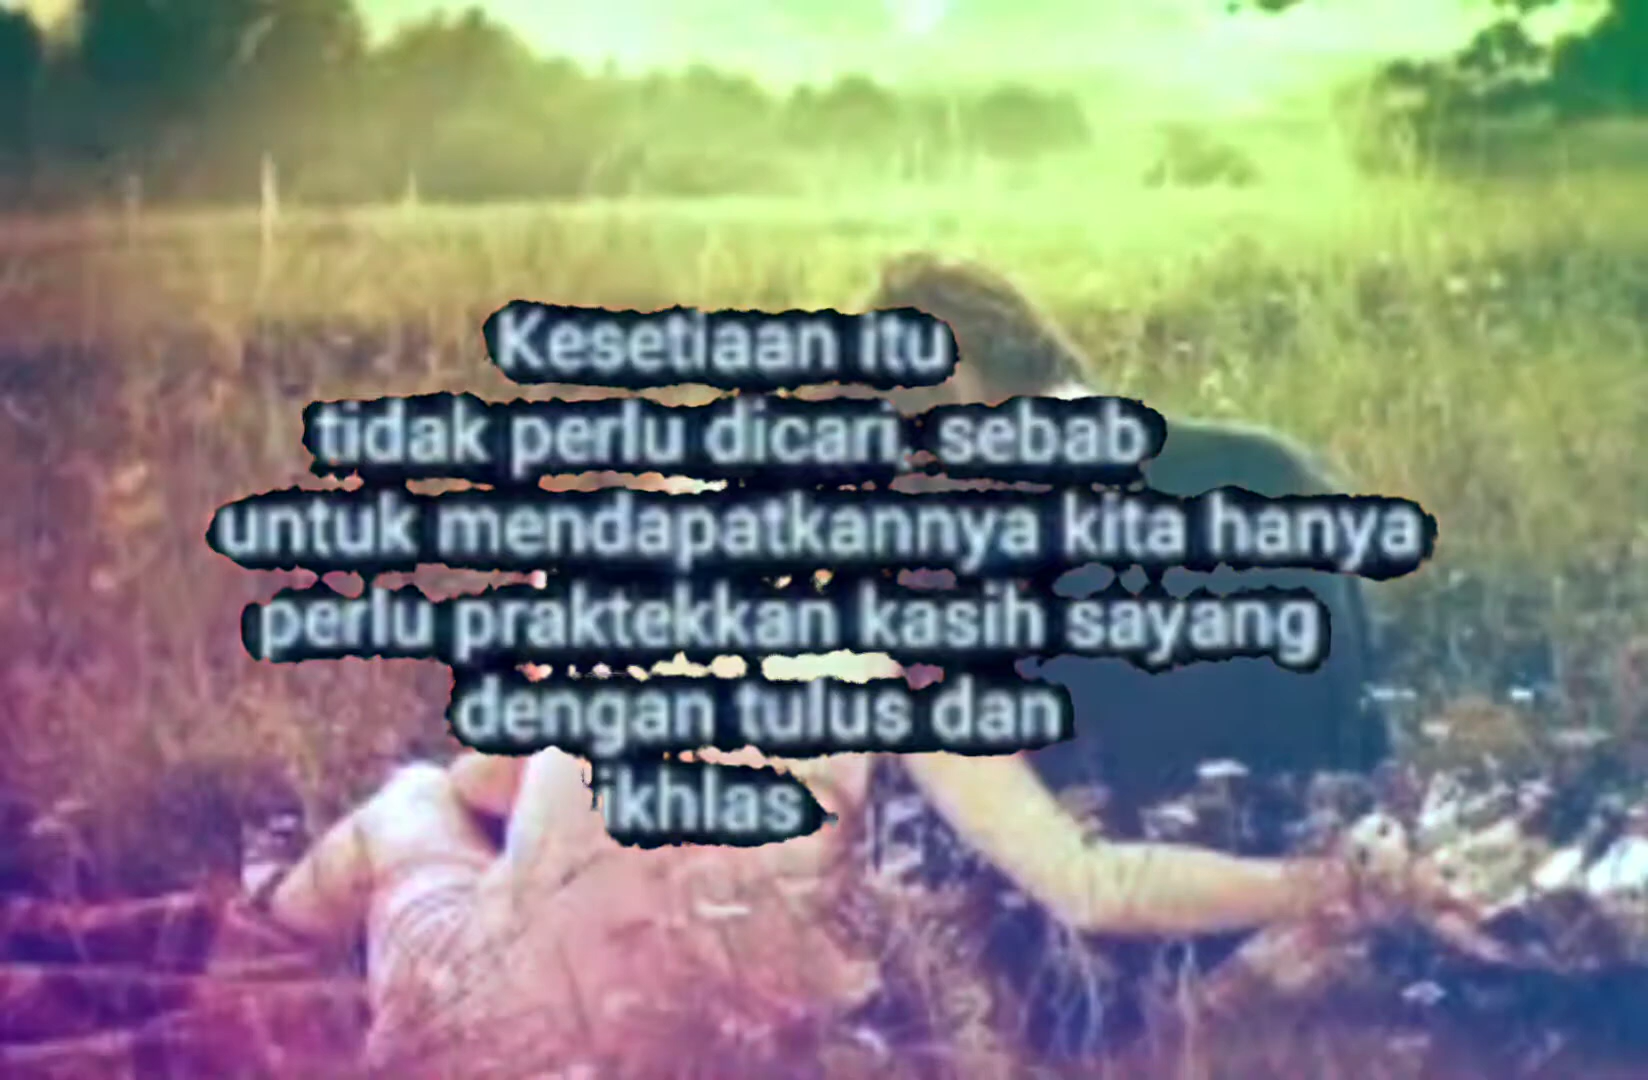 Kesetiaan itu
tidak perlu dicari, sebab
untuk mendapatkannya kita hanya
perlu praktekkan kasih sayang
dengan tulus dan
ikhlas